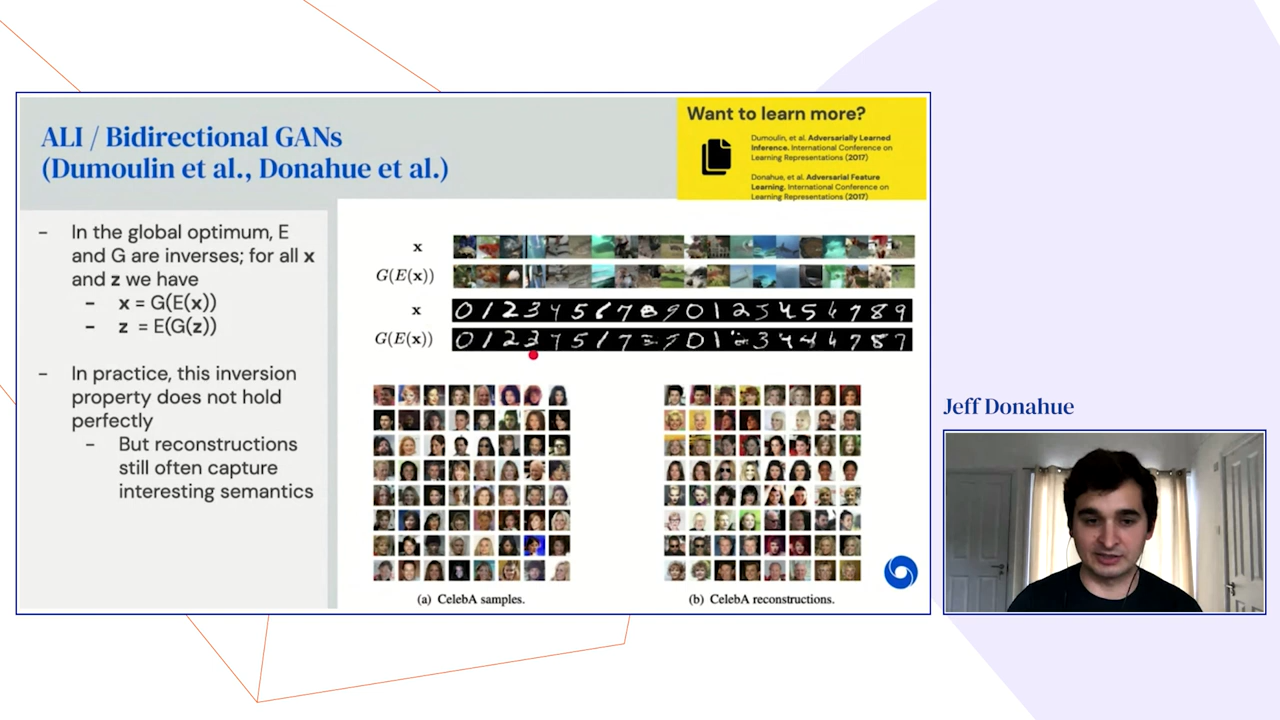 ALI / Bidirectional GANs
(Dumoulin et al., Donahue et al.)
Want to learn more?
Dumoulin, et al. Adversarially Learned
Inference. International Conference on
Learning Representations (2017)
Donahue, et al. Adversarial Feature
Learning. International Conference on
Learning Representations (2017)
- In the global optimum, E
and G are inverses; for all x
and z we have
- x = G(E(x))
- z = E(G(z))
- In practice, this inversion
property does not hold
perfectly
- But reconstructions
still often capture
interesting semantics
x
G(E(x))
x
G(E(x))
(a) CelebA samples.
(b) CelebA reconstructions.
Jeff Donahue